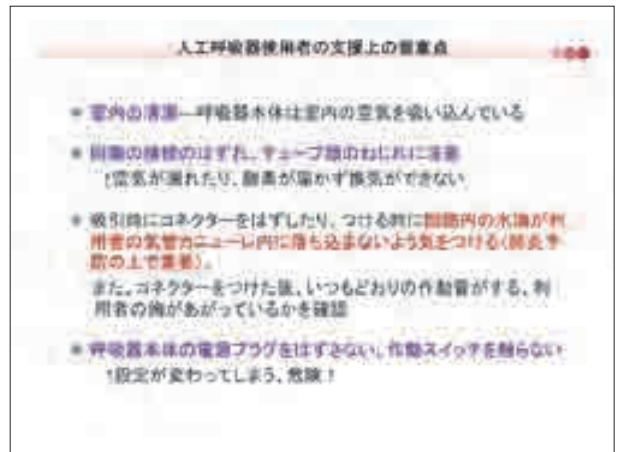 人工呼吸器使用者の支援上の留意点
室内の清潔―呼吸器本体は室内の空気を吸い込んでいる
回路の接続のはずれ、チューブ類のねじれに注意
!空気が漏れたり、酸素が届かず換気ができない
吸引時にコネクターをはずしたり、つける時に回路内の水滴が利
用者の気管カニューレ内に落ち込まないよう気をつける(肺炎予
防の上で重要)。
また、コネクターをつけた後、いつもどおりの作動音がする、利
用者の胸があがっているかを確認
呼吸器本体の電源プラグをはずさない、作動スイッチを触らない
!設定が変わってしまう、危険!